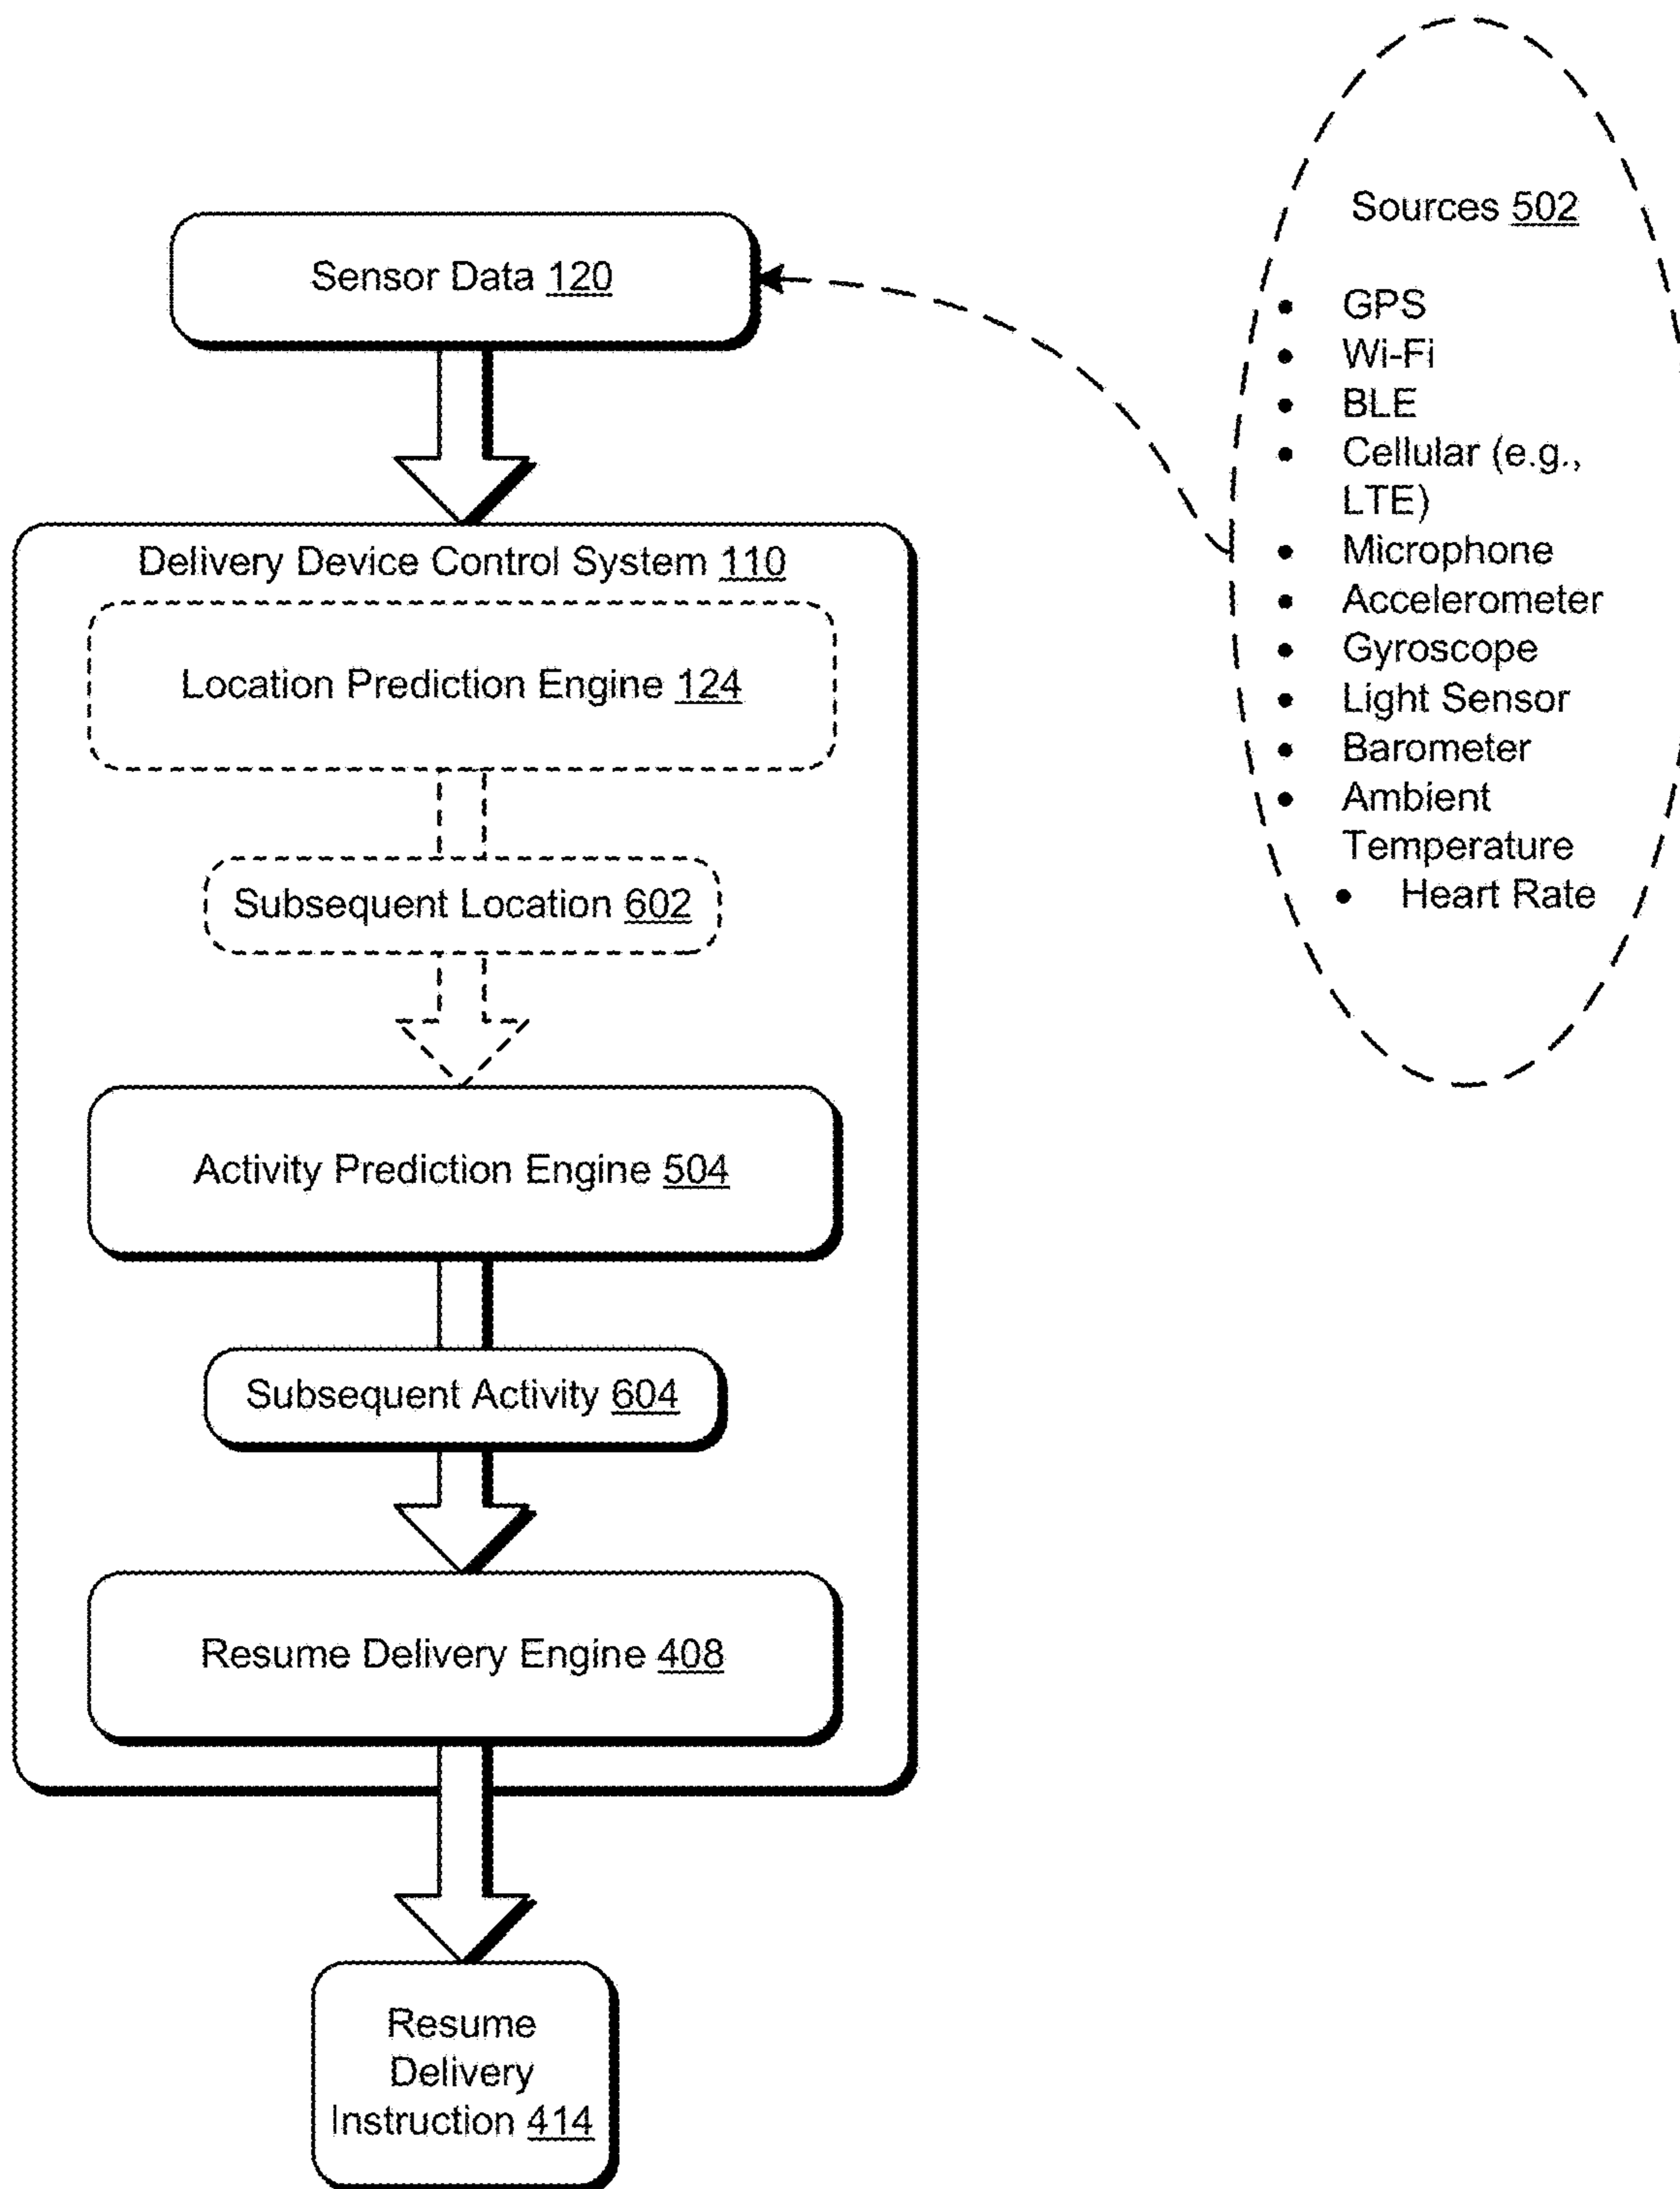 Sensor Data 120
Delivery Device Control System 110
Location Prediction Engine 124
Subsequent Location 602
Activity Prediction Engine 504
Subsequent Activity 604
Resume Delivery Engine 408
Resume
Delivery
Instruction 414
Sources 502
• GPS
• Wi-Fi
• BLE
• Cellular (e.g.,
LTE)
• Microphone
• Accelerometer
• Gyroscope
• Light Sensor
• Barometer
• Ambient
Temperature
• Heart Rate